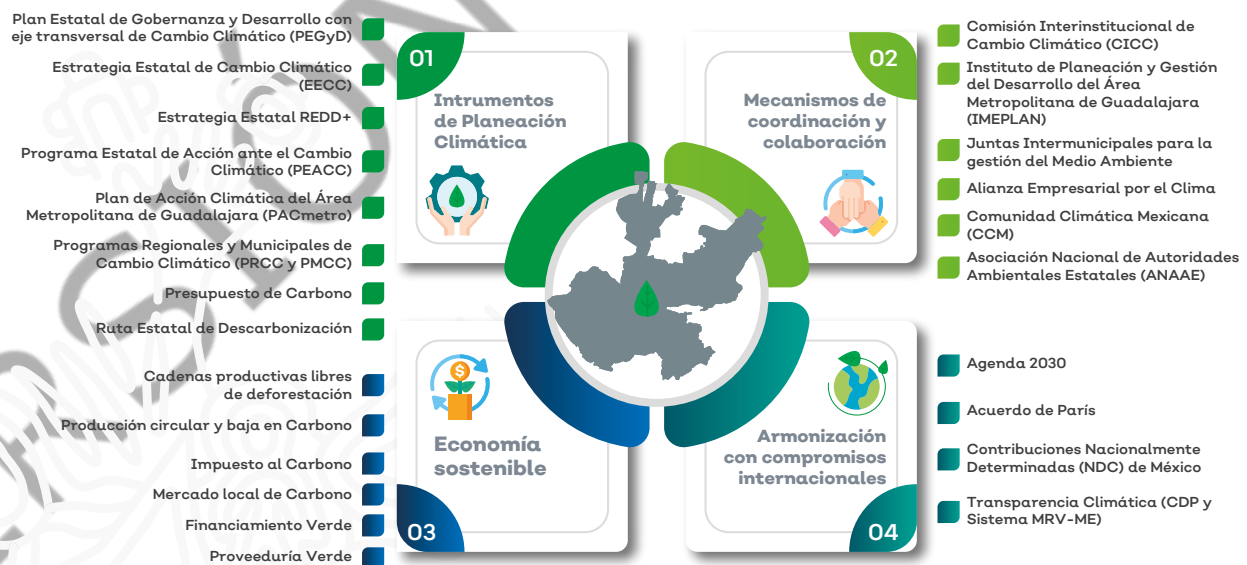 Plan Estatal de Gobernanza y Desarrollo con
eje transversal de Cambio Climático (PEGyD)
Estrategia Estatal de Cambio Climático
(EECC)
Estrategia Estatal REDD+
Programa Estatal de Acción ante el Cambio
Climático (PEACC)
Plan de Acción Climática del Área
Metropolitana de Guadalajara (PACmetro)
Programas Regionales y Municipales de
Cambio Climático (PRCC y PMCC)
Presupuesto de Carbono
Ruta Estatal de Descarbonización
01
Intrumentos
de Planeación
Climática
02
Mecanismos de
coordinación y
colaboración
Comisión Interinstitucional de
Cambio Climático (CICC)
Instituto de Planeación y Gestión
del Desarrollo del Área
Metropolitana de Guadalajara
(IMEPLAN)
Juntas Intermunicipales para la
gestión del Medio Ambiente
Alianza Empresarial por el Clima
Comunidad Climática Mexicana
(CCM)
Asociación Nacional de Autoridades
Ambientales Estatales (ANAAE)
Cadenas productivas libres
de deforestación
Producción circular y baja en Carbono
Impuesto al Carbono
Mercado local de Carbono
Financiamiento Verde
Proveeduría Verde
$
Economía
sostenible
03
Armonización
con compromisos
internacionales
04
Agenda 2030
Acuerdo de París
Contribuciones Nacionalmente
Determinadas (NDC) de México
Transparencia Climática (CDP y
Sistema MRV-ME)